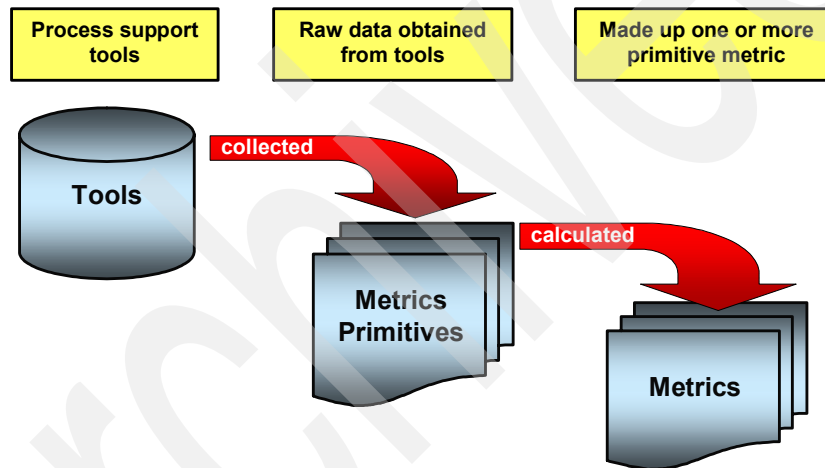 Process support
tools
Raw data obtained
from tools
Made up one or more
primitive metric
collected
Tools
calculated
Metrics
Primitives
Metrics